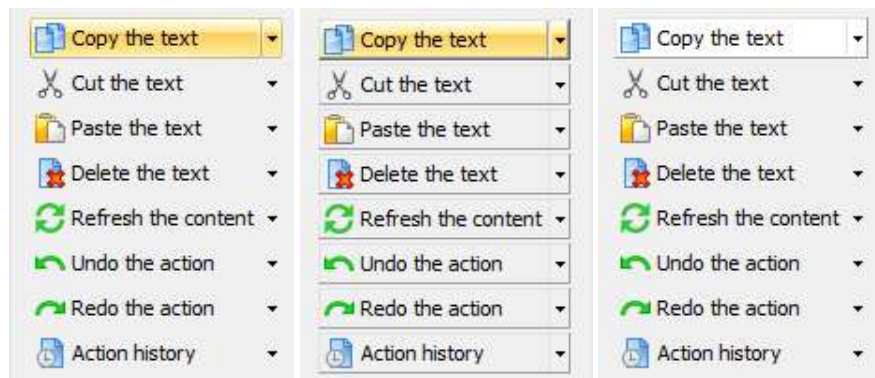 Copy the text
Cut the text
Paste the text
Delete the text
Refresh the content
Undo the action
Redo the action
Action history
Copy the text
Cut the text
Paste the text
Delete the text
Refresh the content
Undo the action
Redo the action
Action history
Copy the text
Cut the text
Paste the text
Delete the text
Refresh the content
Undo the action
Redo the action
Action history